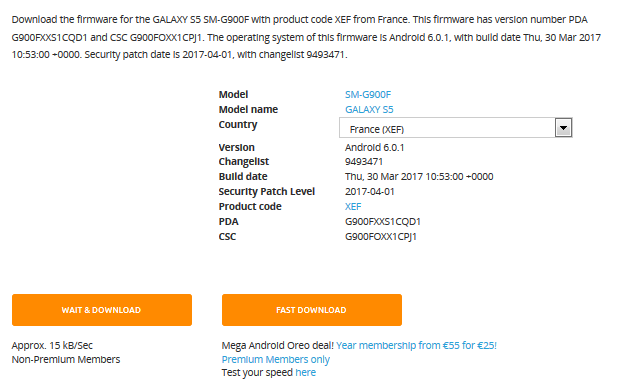 Download the firmware for the GALAXY S5 SM-G900F with product code XEF from France. This firmware has version number PDA
G900FXXS1CQD1 and CSC G900FOXX1CPJ1. The operating system of this firmware is Android 6.0.1, with build date Thu, 30 Mar 2017
10:53:00 +0000. Security patch date is 2017-04-01, with changelist 9493471.
Model SM-G900F
Model name GALAXY S5
Country France (XEF)
Version Android 6.0.1
Changelist 9493471
Build date Thu, 30 Mar 2017 10:53:00 +0000
Security Patch Level 2017-04-01
Product code XEF
PDA G900FXXS1CQD1
CSC G900FOXX1CPJ1
WAIT & DOWNLOAD
Approx. 15 kB/Sec
Non-Premium Members
FAST DOWNLOAD
Mega Android Oreo deal! Year membership from €55 for €25!
Premium Members only
Test your speed here